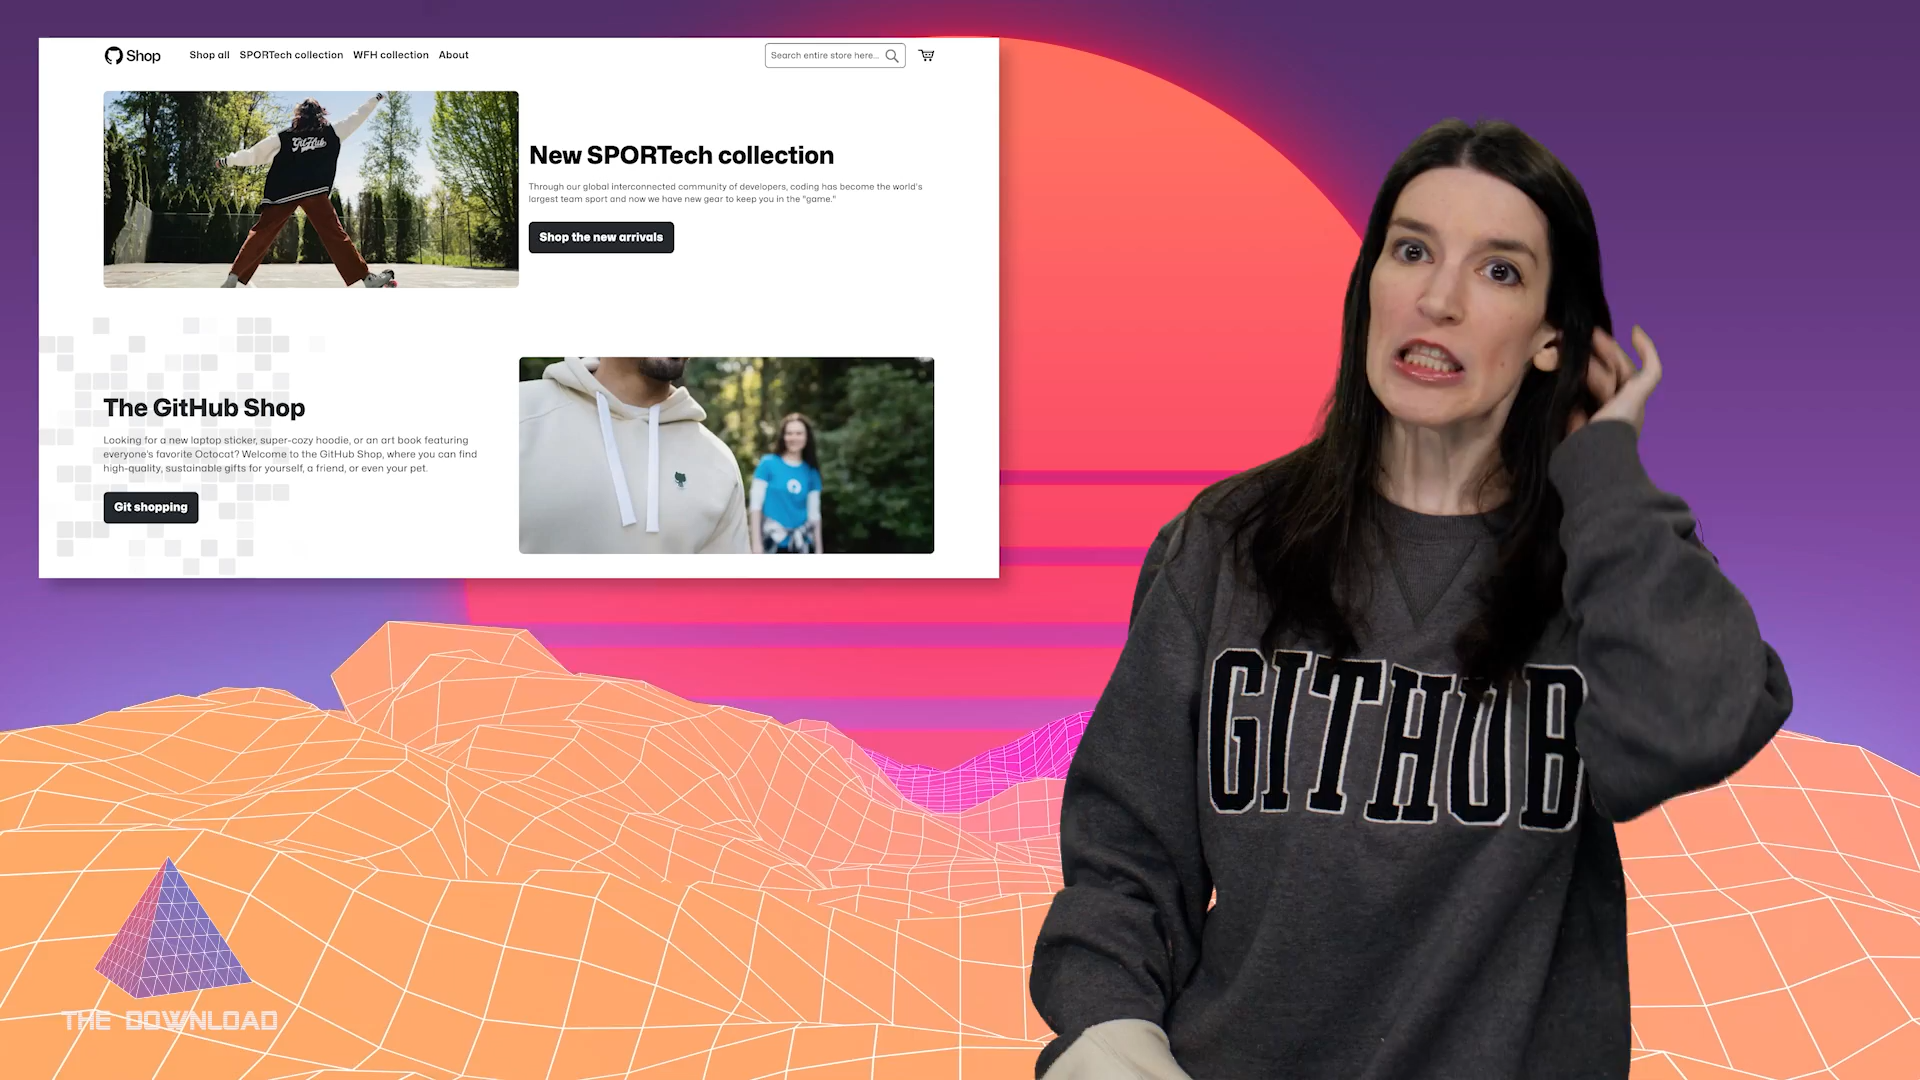 Shop
Shop all SPORTech collection WFH collection About
Search entire store here...
GitHub
New SPORTech collection
Through our global interconnected community of developers, coding has become the world's
largest team sport and now we have new gear to keep you in the "game."
Shop the new arrivals
The GitHub Shop
Looking for a new laptop sticker, super-cozy hoodie, or an art book featuring
everyone's favorite Octocat? Welcome to the GitHub Shop, where you can find
high-quality, sustainable gifts for yourself, a friend, or even your pet.
Git shopping
GITHUB
THE DOWNLOAD